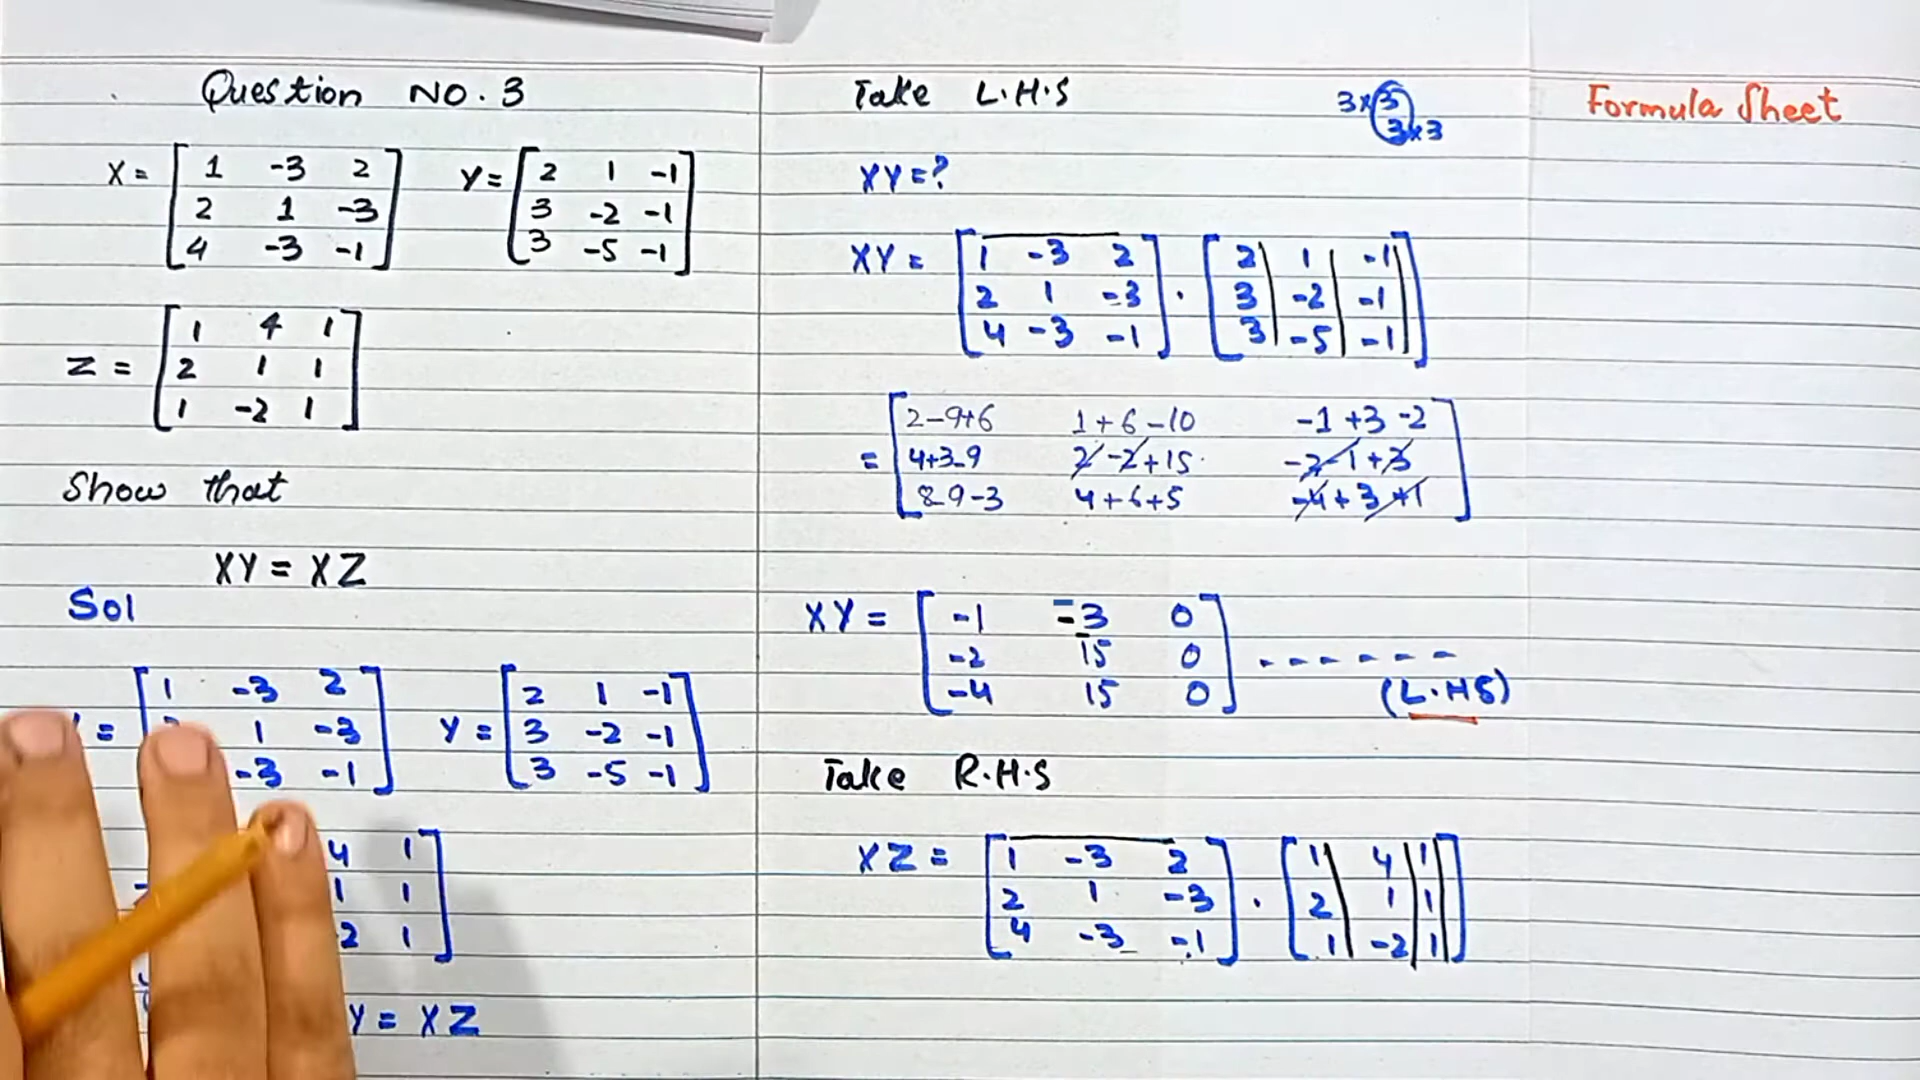 Question NO. 3
X = [ 1 -3 2
2 1 -3
4 -3 -1 ]
Y = [ 2 1 -1
3 -2 -1
3 -5 -1 ]
Z = [ 1 4 1
2 1 1
1 -2 1 ]
Show that
XY = XZ
Sol
= [ 1 -3 2
1 -3
-3 -1 ]
Y = [ 2 1 -1
3 -2 -1
3 -5 -1 ]
4 1
1 1
2 1 ]
Y = XZ
Take L.H.S
3x3
3x3
XY = ?
XY = [ 1 -3 2
2 1 -3
4 -3 -1 ] . [ 2 1 -1
3 -2 -1
3 -5 -1 ]
= [ 2-9+6 1+6-10 -1+3-2
4+3-9 2-2+15 -2-1+3
8-9-3 4+6+5 -4+3+1 ]
XY = [ -1 -3 0
-2 15 0
-4 15 0 ] ------
(L.HS)
Take R.H.S
XZ = [ 1 -3 2
2 1 -3
4 -3 -1 ] . [ 1 4 1
2 1 1
1 -2 1 ]
Formula Sheet